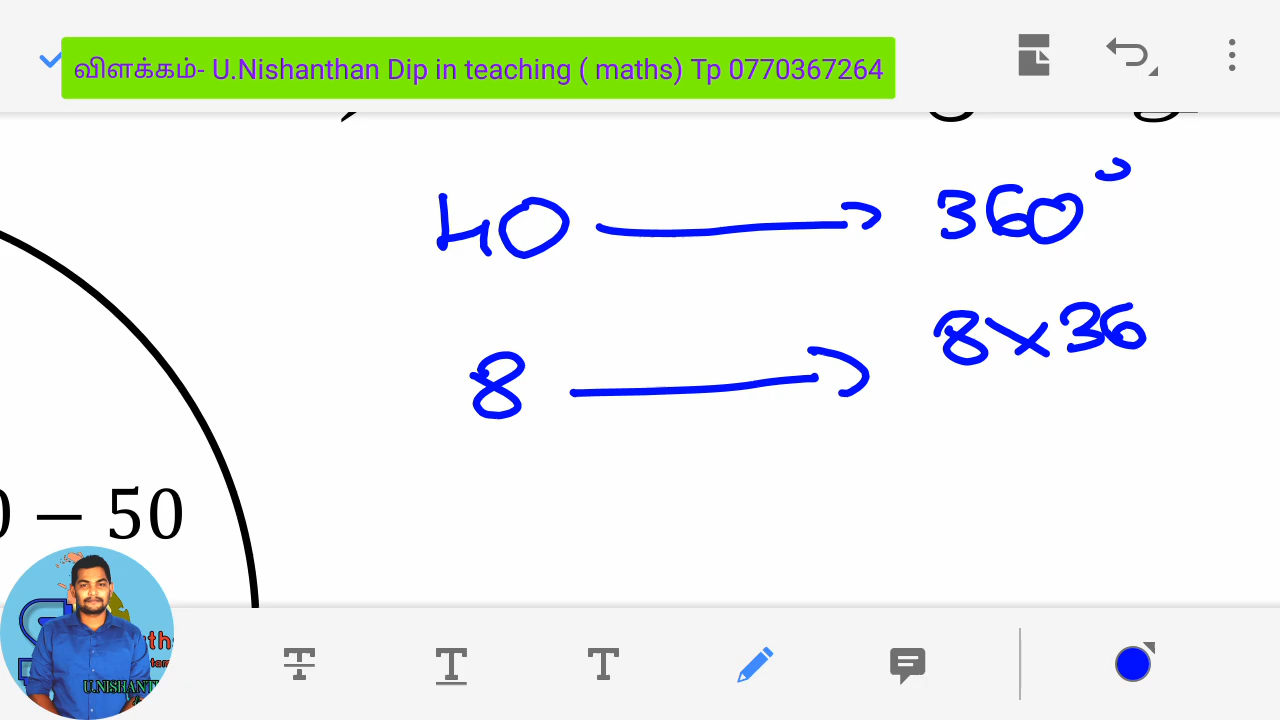 விளக்கம்- U.Nishanthan Dip in teaching ( maths) Tp 0770367264
40 → 360°
8 → 8×36
0 – 50
U.NISHANTH